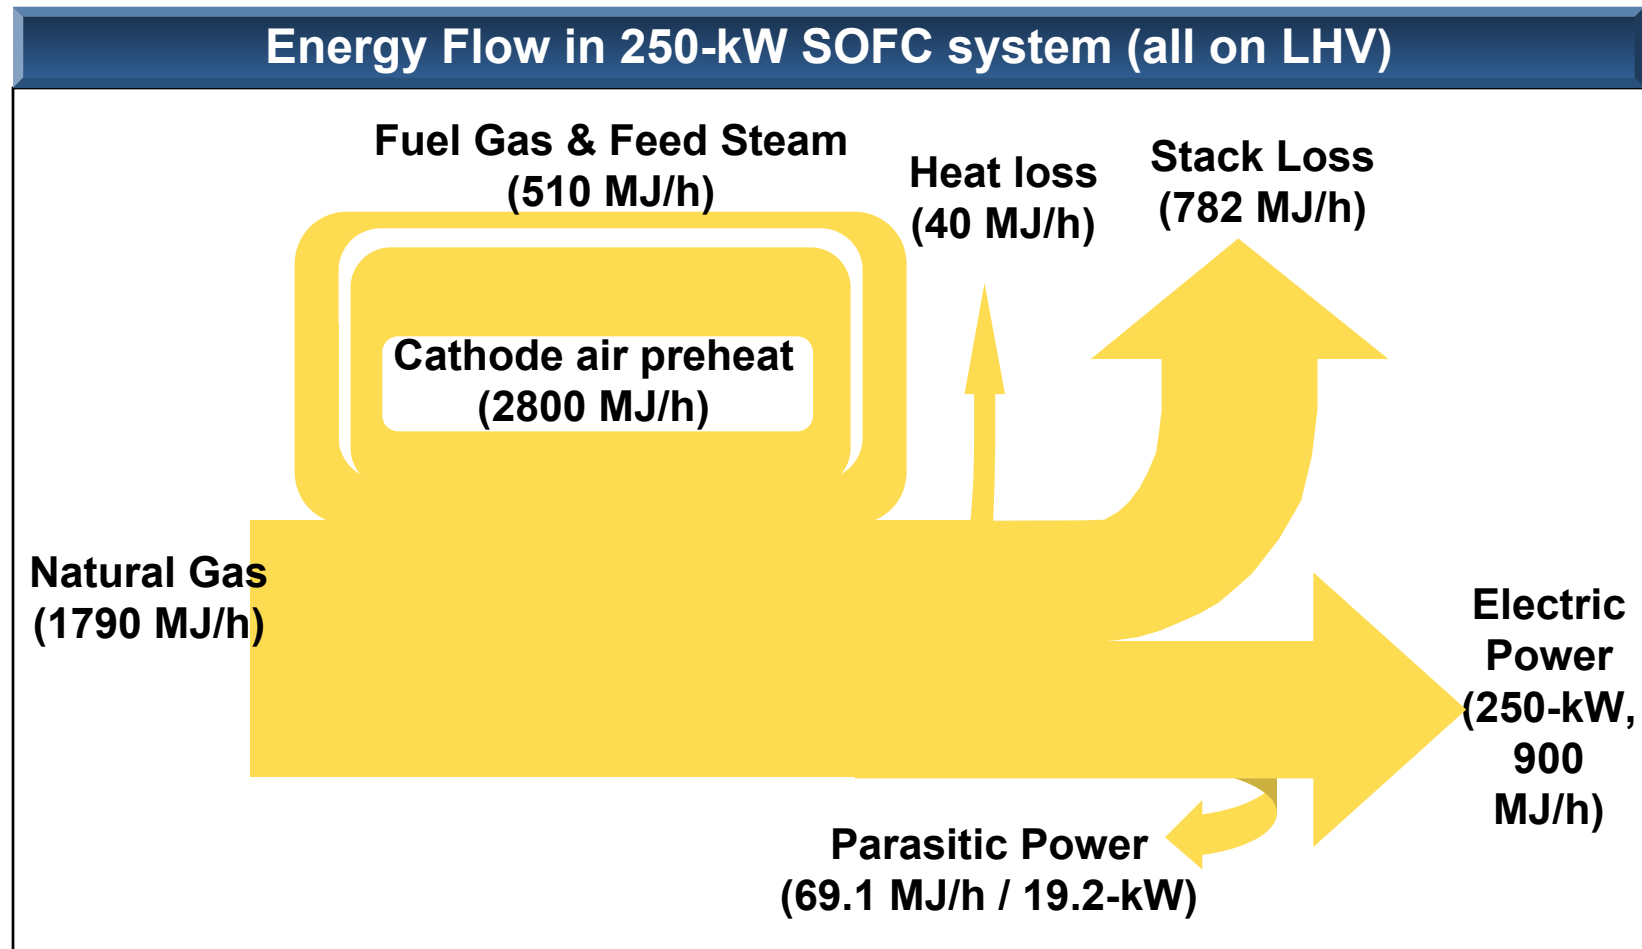 Energy Flow in 250-kW SOFC system (all on LHV)
Fuel Gas & Feed Steam
(510 MJ/h)
Heat loss
(40 MJ/h)
Stack Loss
(782 MJ/h)
Cathode air preheat
(2800 MJ/h)
Natural Gas
(1790 MJ/h)
Electric
Power
(250-kW,
900
MJ/h)
Parasitic Power
(69.1 MJ/h / 19.2-kW)